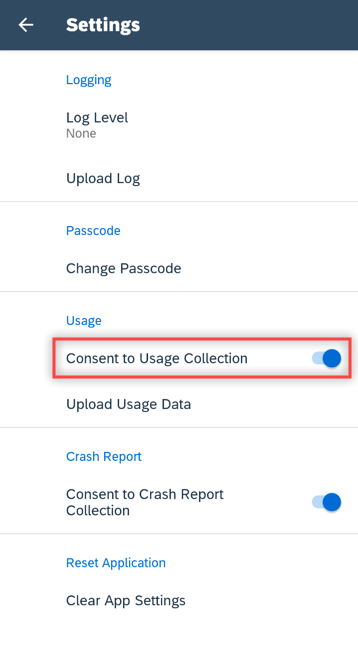 Settings
Logging
Log Level
None
Upload Log
Passcode
Change Passcode
Usage
Consent to Usage Collection
Upload Usage Data
Crash Report
Consent to Crash Report
Collection
Reset Application
Clear App Settings